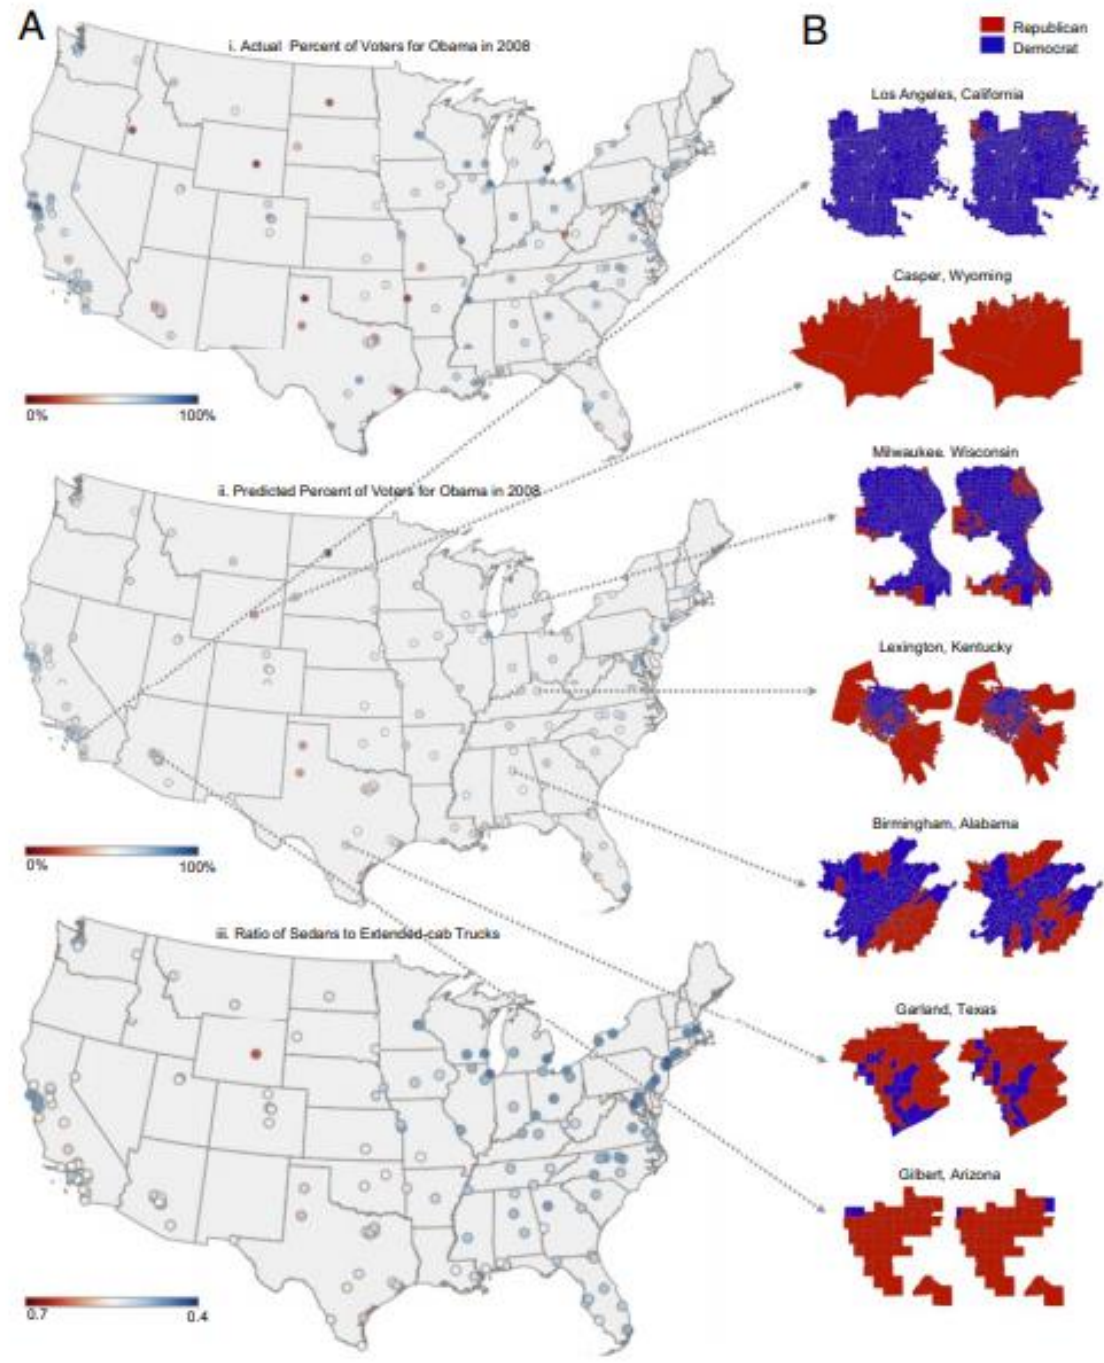 A
i. Actual Percent of Voters for Obama in 2008
0%
100%
ii. Predicted Percent of Voters for Obama in 2008
0%
100%
iii. Ratio of Sedans to Extended-cab Trucks
0.7
0.4
B
Republican
Democrat
Los Angeles, California
Casper, Wyoming
Milwaukee. Wisconsin
Lexington, Kentucky
Birmingham, Alabama
Garland, Texas
Gilbert, Arizona